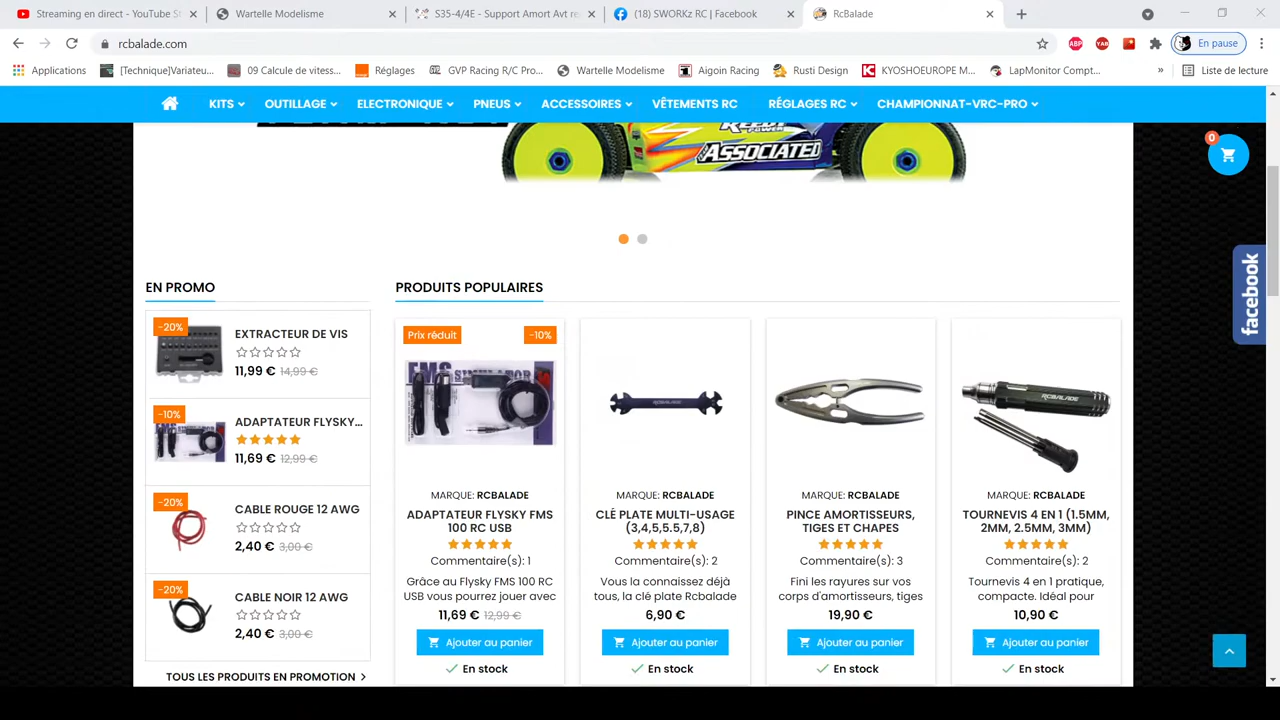 Streaming en direct - YouTube St
Wartelle Modelisme
S35-4/4E - Support Amort Avt re
(18) SWORKz RC | Facebook
RcBalade
rcbalade.com
ABP
YAB
En pause
Applications
[Technique]Variateu...
09 Calcule de vitess...
Réglages
GVP Racing R/C Pro...
Wartelle Modelisme
Aigoin Racing
Rusti Design
KYOSHOEUROPE M...
LapMonitor Compt...
»
Liste de lecture
KITS
OUTILLAGE
ELECTRONIQUE
PNEUS
ACCESSOIRES
VÊTEMENTS RC
RÉGLAGES RC
CHAMPIONNAT-VRC-PRO
REEDY
POWER
ASSOCIATED
0
facebook
EN PROMO
PRODUITS POPULAIRES
-20%
EXTRACTEUR DE VIS
11,99 € 14,99 €
-10%
ADAPTATEUR FLYSKY...
11,69 € 12,99 €
-20%
CABLE ROUGE 12 AWG
2,40 € 3,00 €
-20%
CABLE NOIR 12 AWG
2,40 € 3,00 €
TOUS LES PRODUITS EN PROMOTION
Prix réduit
-10%
FMS SIMULATOR
MARQUE: RCBALADE
ADAPTATEUR FLYSKY FMS
100 RC USB
Commentaire(s): 1
Grâce au Flysky FMS 100 RC
USB vous pourrez jouer avec
11,69 € 12,99 €
Ajouter au panier
En stock
RCBALADE
MARQUE: RCBALADE
CLÉ PLATE MULTI-USAGE
(3,4,5,5.5,7,8)
Commentaire(s): 2
Vous la connaissez déjà
tous, la clé plate Rcbalade
6,90 €
Ajouter au panier
En stock
MARQUE: RCBALADE
PINCE AMORTISSEURS,
TIGES ET CHAPES
Commentaire(s): 3
Fini les rayures sur vos
corps d'amortisseurs, tiges
19,90 €
Ajouter au panier
En stock
RCBALADE
MARQUE: RCBALADE
TOURNEVIS 4 EN 1 (1.5MM,
2MM, 2.5MM, 3MM)
Commentaire(s): 2
Tournevis 4 en 1 pratique,
compacte. Idéal pour
10,90 €
Ajouter au panier
En stock